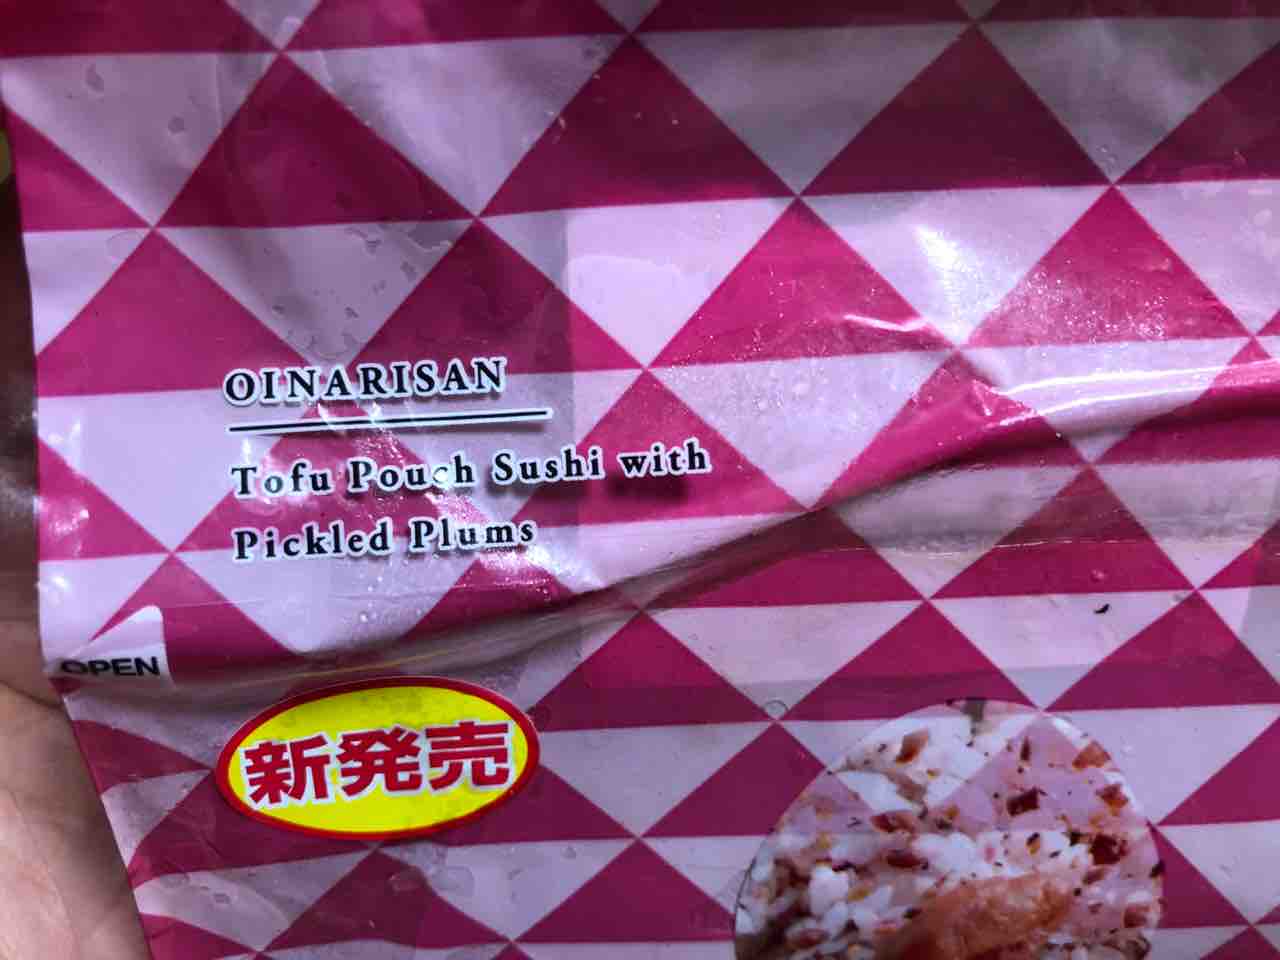 OINARISAN
Tofu Pouch Sushi with
Pickled Plums
OPEN
新発売